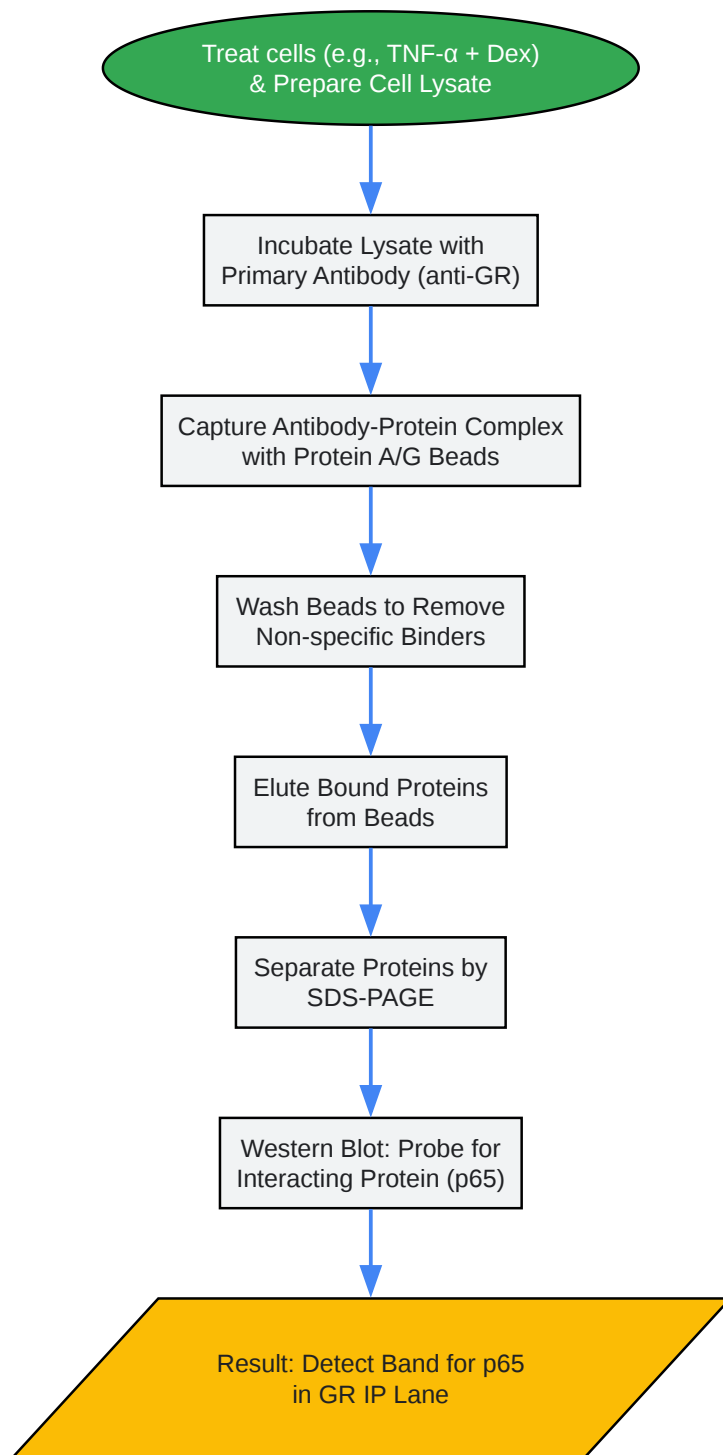 Treat cells (e.g., TNF-α + Dex)
& Prepare Cell Lysate
Incubate Lysate with
Primary Antibody (anti-GR)
Capture Antibody-Protein Complex
with Protein A/G Beads
Wash Beads to Remove
Non-specific Binders
Elute Bound Proteins
from Beads
Separate Proteins by
SDS-PAGE
Western Blot: Probe for
Interacting Protein (p65)
Result: Detect Band for p65
in GR IP Lane